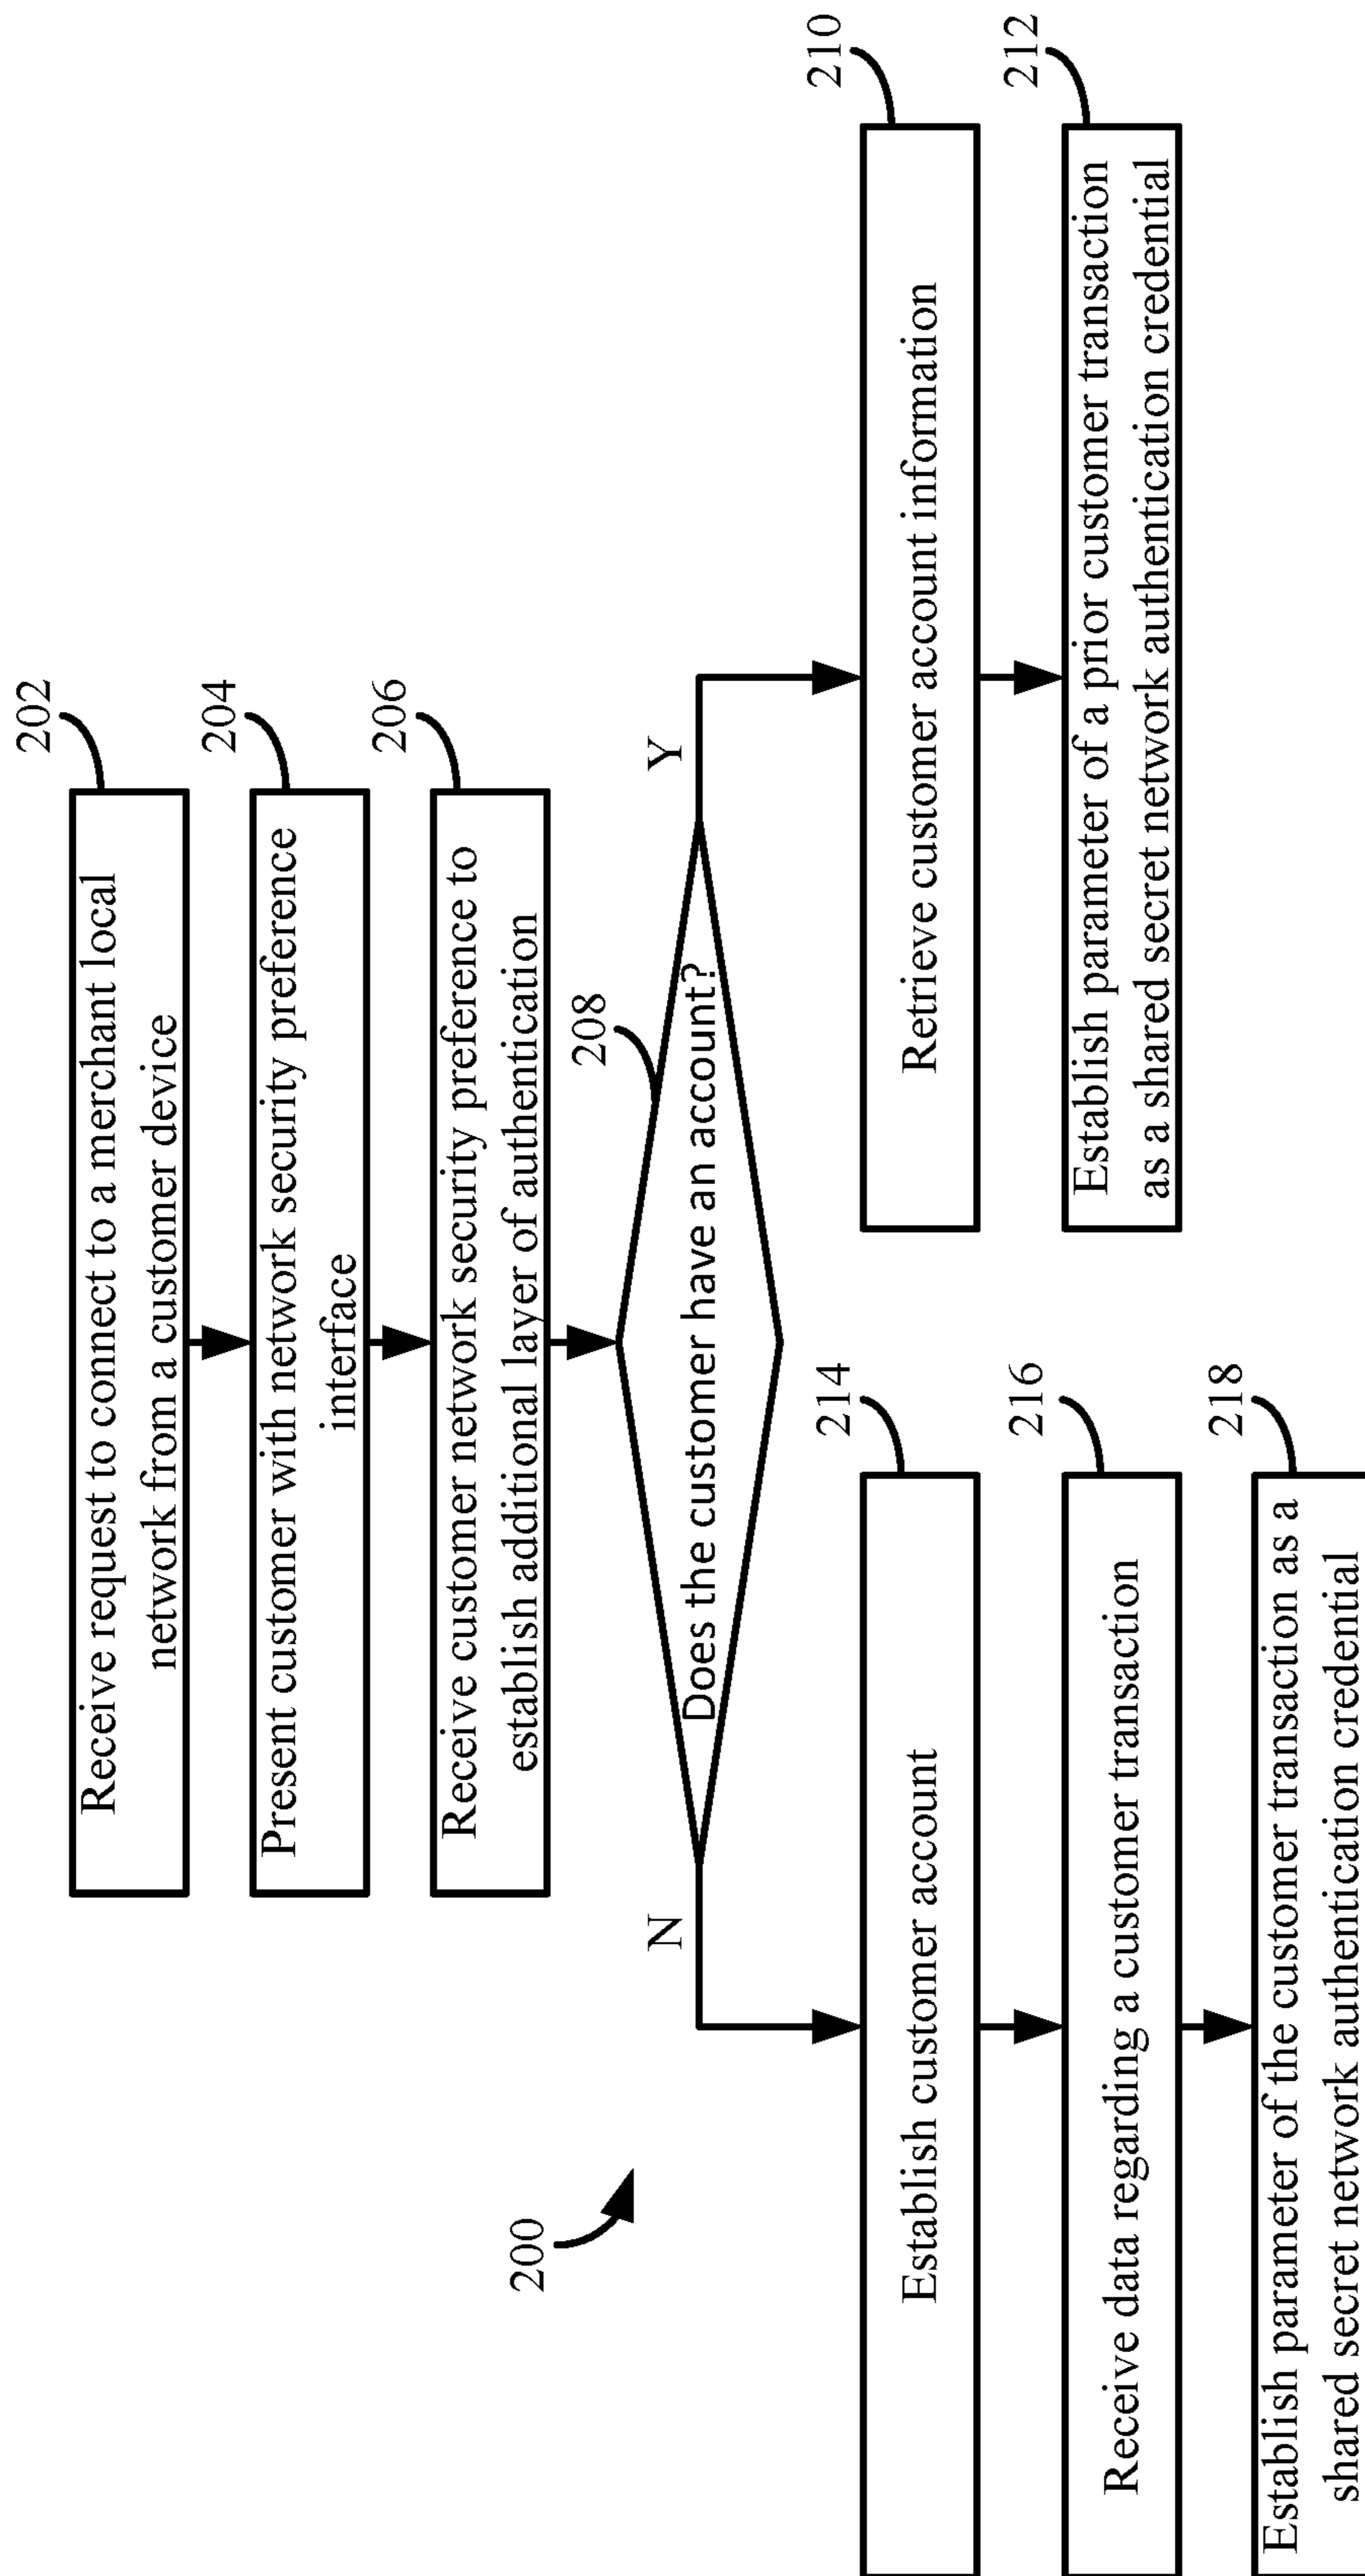 202
Receive request to connect to a merchant local
network from a customer device
204
Present customer with network security preference
interface
206
Receive customer network security preference to
establish additional layer of authentication
208
Does the customer have an account?
N
Y
200
210
Retrieve customer account information
212
Establish parameter of a prior customer transaction
as a shared secret network authentication credential
214
Establish customer account
216
Receive data regarding a customer transaction
218
Establish parameter of the customer transaction as a
shared secret network authentication credential